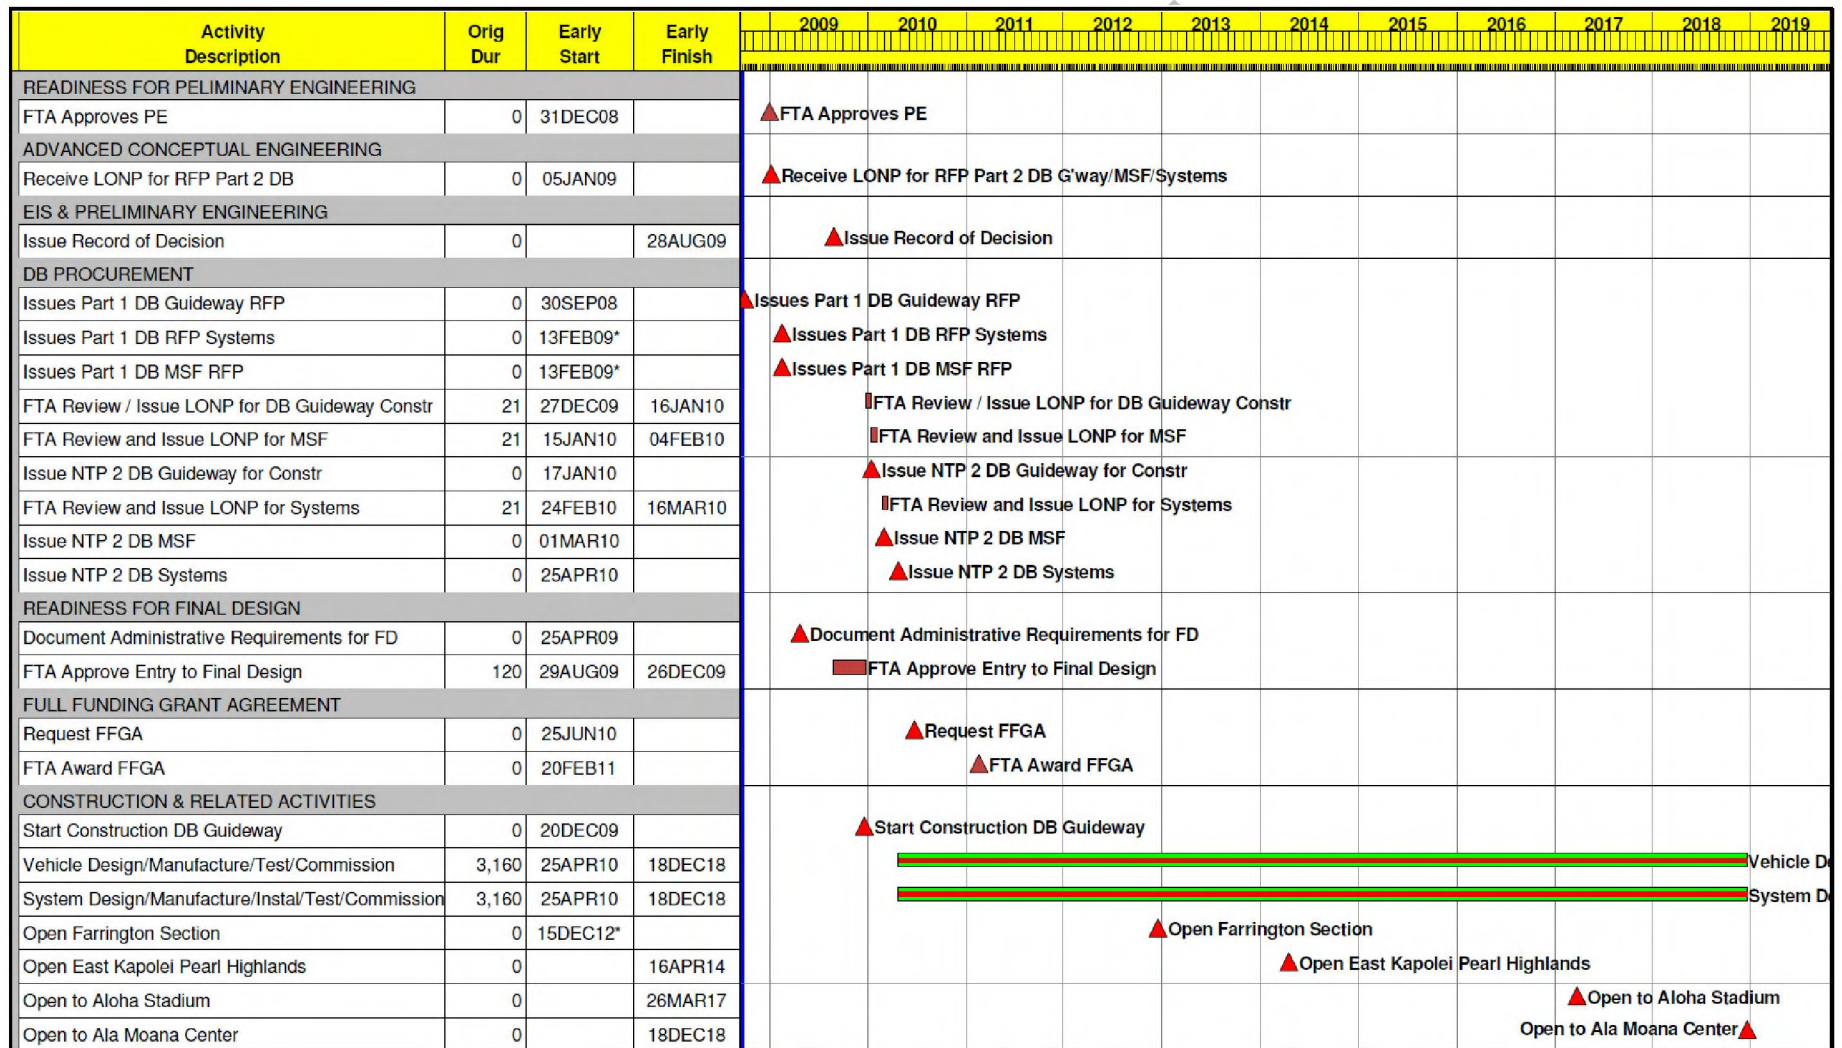 Activity Description Orig Dur Early Start Early Finish 2009 2010 2011 2012 2013 2014 2015 2016 2017 2018 2019
READINESS FOR PELIMINARY ENGINEERING
FTA Approves PE 0 31DEC08 FTA Approves PE
ADVANCED CONCEPTUAL ENGINEERING
Receive LONP for RFP Part 2 DB 0 05JAN09 Receive LONP for RFP Part 2 DB G'way/MSF/Systems
EIS & PRELIMINARY ENGINEERING
Issue Record of Decision 0 28AUG09 Issue Record of Decision
DB PROCUREMENT
Issues Part 1 DB Guideway RFP 0 30SEP08 Issues Part 1 DB Guideway RFP
Issues Part 1 DB RFP Systems 0 13FEB09* Issues Part 1 DB RFP Systems
Issues Part 1 DB MSF RFP 0 13FEB09* Issues Part 1 DB MSF RFP
FTA Review / Issue LONP for DB Guideway Constr 21 27DEC09 16JAN10 FTA Review / Issue LONP for DB Guideway Constr
FTA Review and Issue LONP for MSF 21 15JAN10 04FEB10 FTA Review and Issue LONP for MSF
Issue NTP 2 DB Guideway for Constr 0 17JAN10 Issue NTP 2 DB Guideway for Constr
FTA Review and Issue LONP for Systems 21 24FEB10 16MAR10 FTA Review and Issue LONP for Systems
Issue NTP 2 DB MSF 0 01MAR10 Issue NTP 2 DB MSF
Issue NTP 2 DB Systems 0 25APR10 Issue NTP 2 DB Systems
READINESS FOR FINAL DESIGN
Document Administrative Requirements for FD 0 25APR09 Document Administrative Requirements for FD
FTA Approve Entry to Final Design 120 29AUG09 26DEC09 FTA Approve Entry to Final Design
FULL FUNDING GRANT AGREEMENT
Request FFGA 0 25JUN10 Request FFGA
FTA Award FFGA 0 20FEB11 FTA Award FFGA
CONSTRUCTION & RELATED ACTIVITIES
Start Construction DB Guideway 0 20DEC09 Start Construction DB Guideway
Vehicle Design/Manufacture/Test/Commission 3,160 25APR10 18DEC18 Vehicle D
System Design/Manufacture/Instal/Test/Commission 3,160 25APR10 18DEC18 System D
Open Farrington Section 0 15DEC12* Open Farrington Section
Open East Kapolei Pearl Highlands 0 16APR14 Open East Kapolei Pearl Highlands
Open to Aloha Stadium 0 26MAR17 Open to Aloha Stadium
Open to Ala Moana Center 0 18DEC18 Open to Ala Moana Center